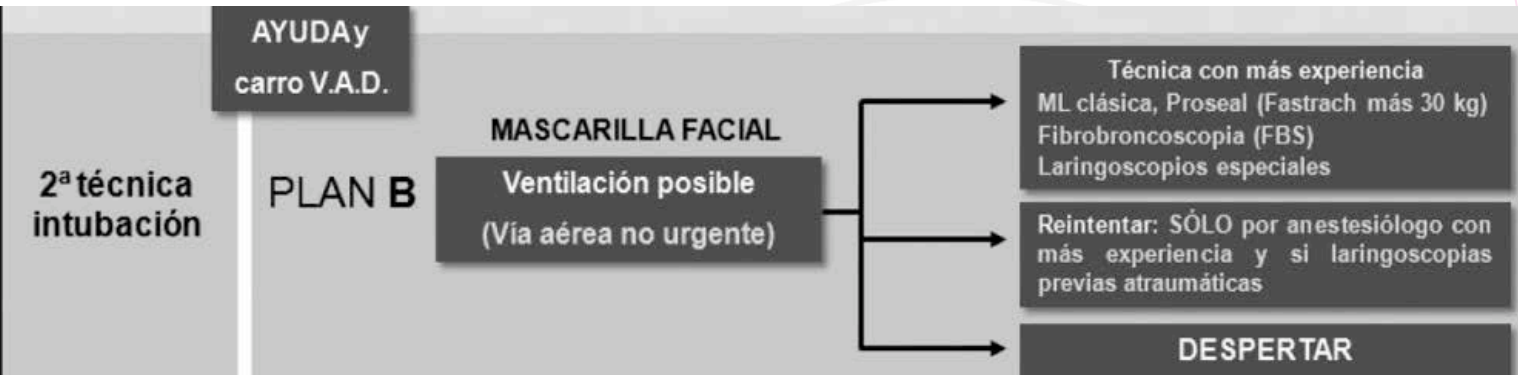 AYUDA y
carro V.A.D.
2ª técnica
intubación
PLAN B
MASCARILLA FACIAL
Ventilación posible
(Vía aérea no urgente)
Técnica con más experiencia
ML clásica, Proseal (Fastrach más 30 kg)
Fibrobroncoscopia (FBS)
Laringoscopios especiales
Reintentar: SÓLO por anestesiólogo con
más experiencia y si laringoscopias
previas atraumáticas
DESPERTAR